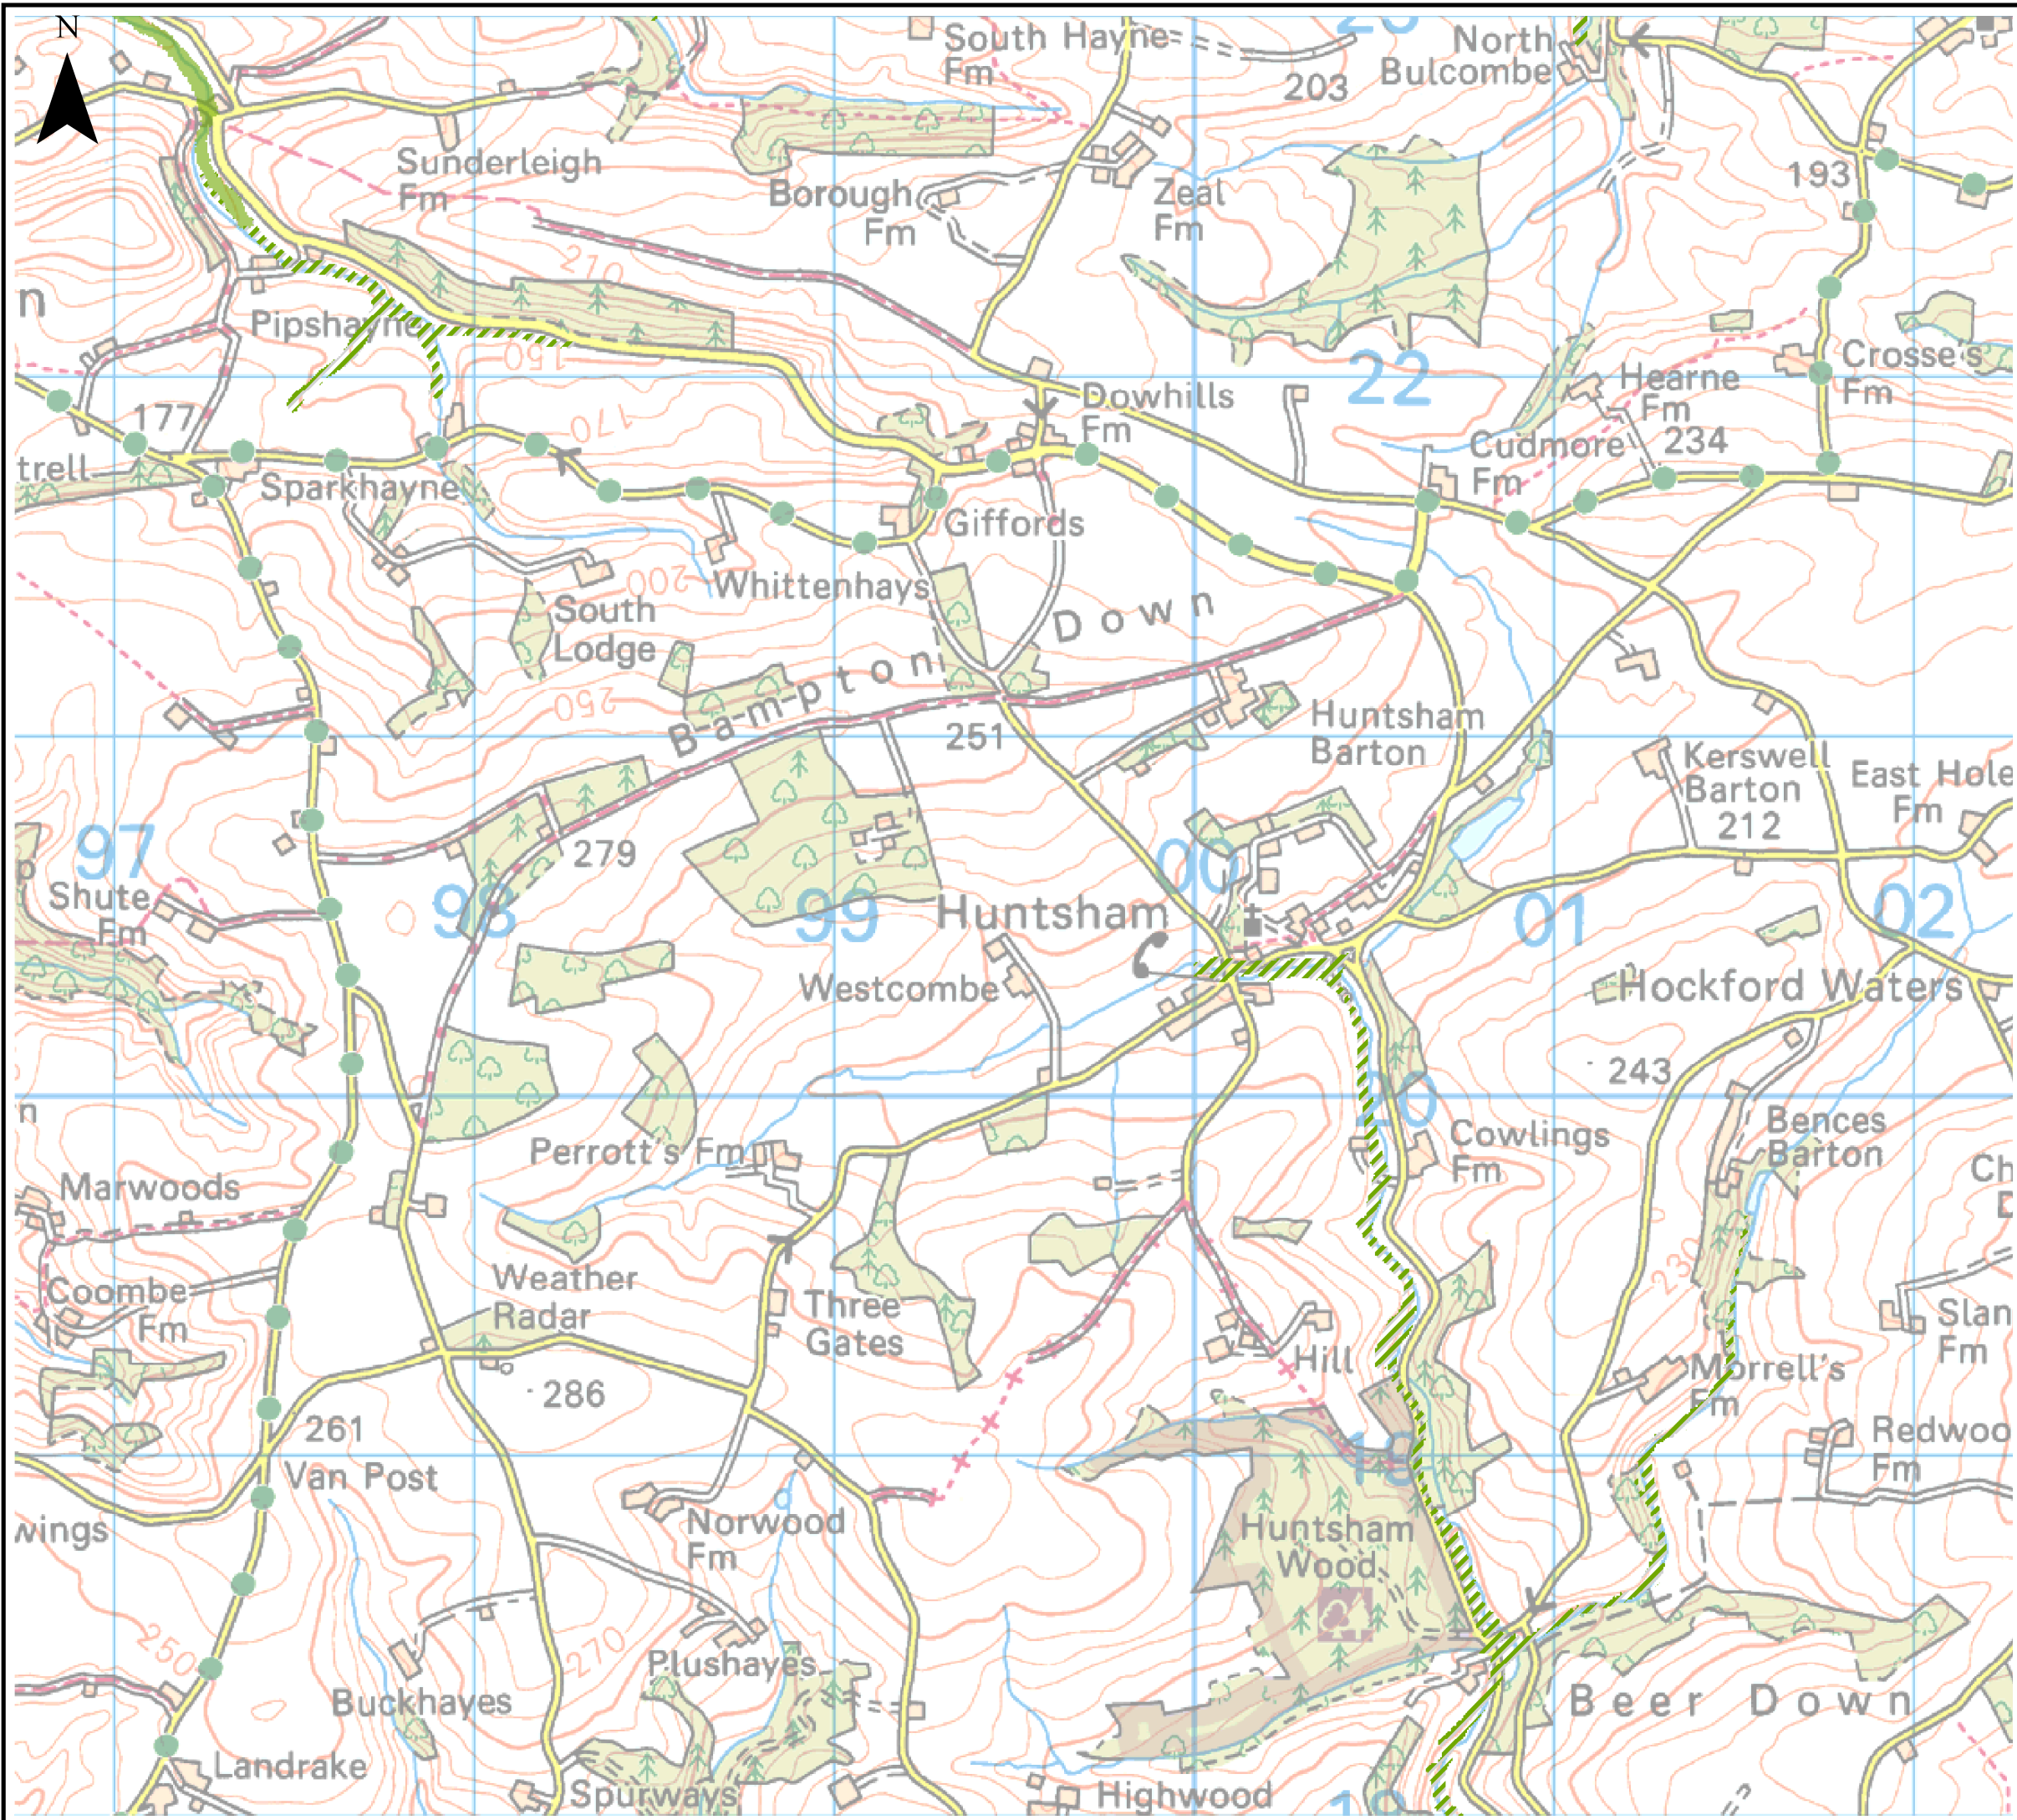 N
South Hayne
Fm
203
North
Bulcombe
Sunderleigh
Fm
Borough
Fm
Zeal
Fm
193
210
n
Pipshayne
150
22
Crosse's
Fm
Hearne
Fm
177
170
Dowhills
Fm
234
trell
Sparkhayne
Cudmore
Fm
Giffords
200
Whittenhays
South
Lodge
Bampton Down
250
251
Huntsham
Barton
Kerswell
Barton
212
East Hole
Fm
97
279
00
98
99
01
02
Shute
Fm
Huntsham
Westcombe
Hockford Waters
243
20
n
Perrott's Fm
Cowlings
Fm
Bences
Barton
Marwoods
Ch
Coombe
Fm
Weather
Radar
230
Three
Gates
Slan
Fm
Hill
286
Morrell's
Fm
261
Van Post
Redwoo
Fm
19
wings
Norwood
Fm
Huntsham
Wood
250
270
Plushayes
Buckhayes
Beer Down
Landrake
Spurways
Highwood